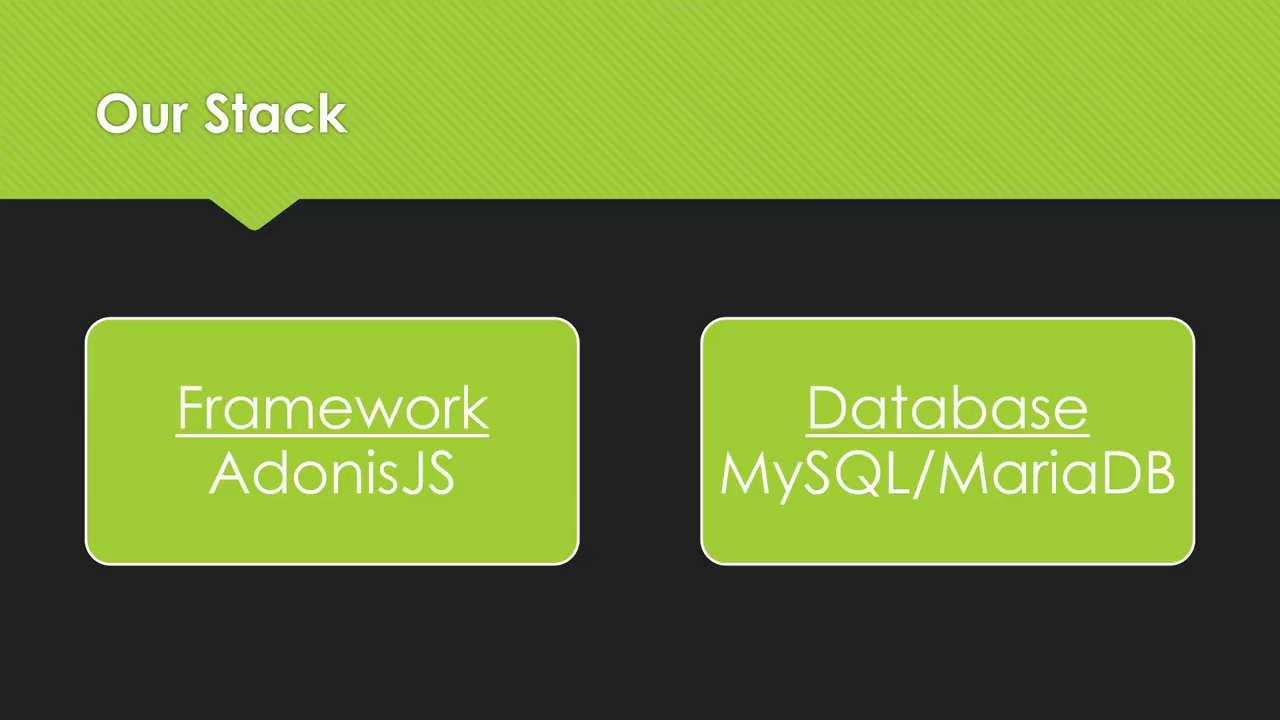 Our Stack
Framework
AdonisJS
Database
MySQL/MariaDB